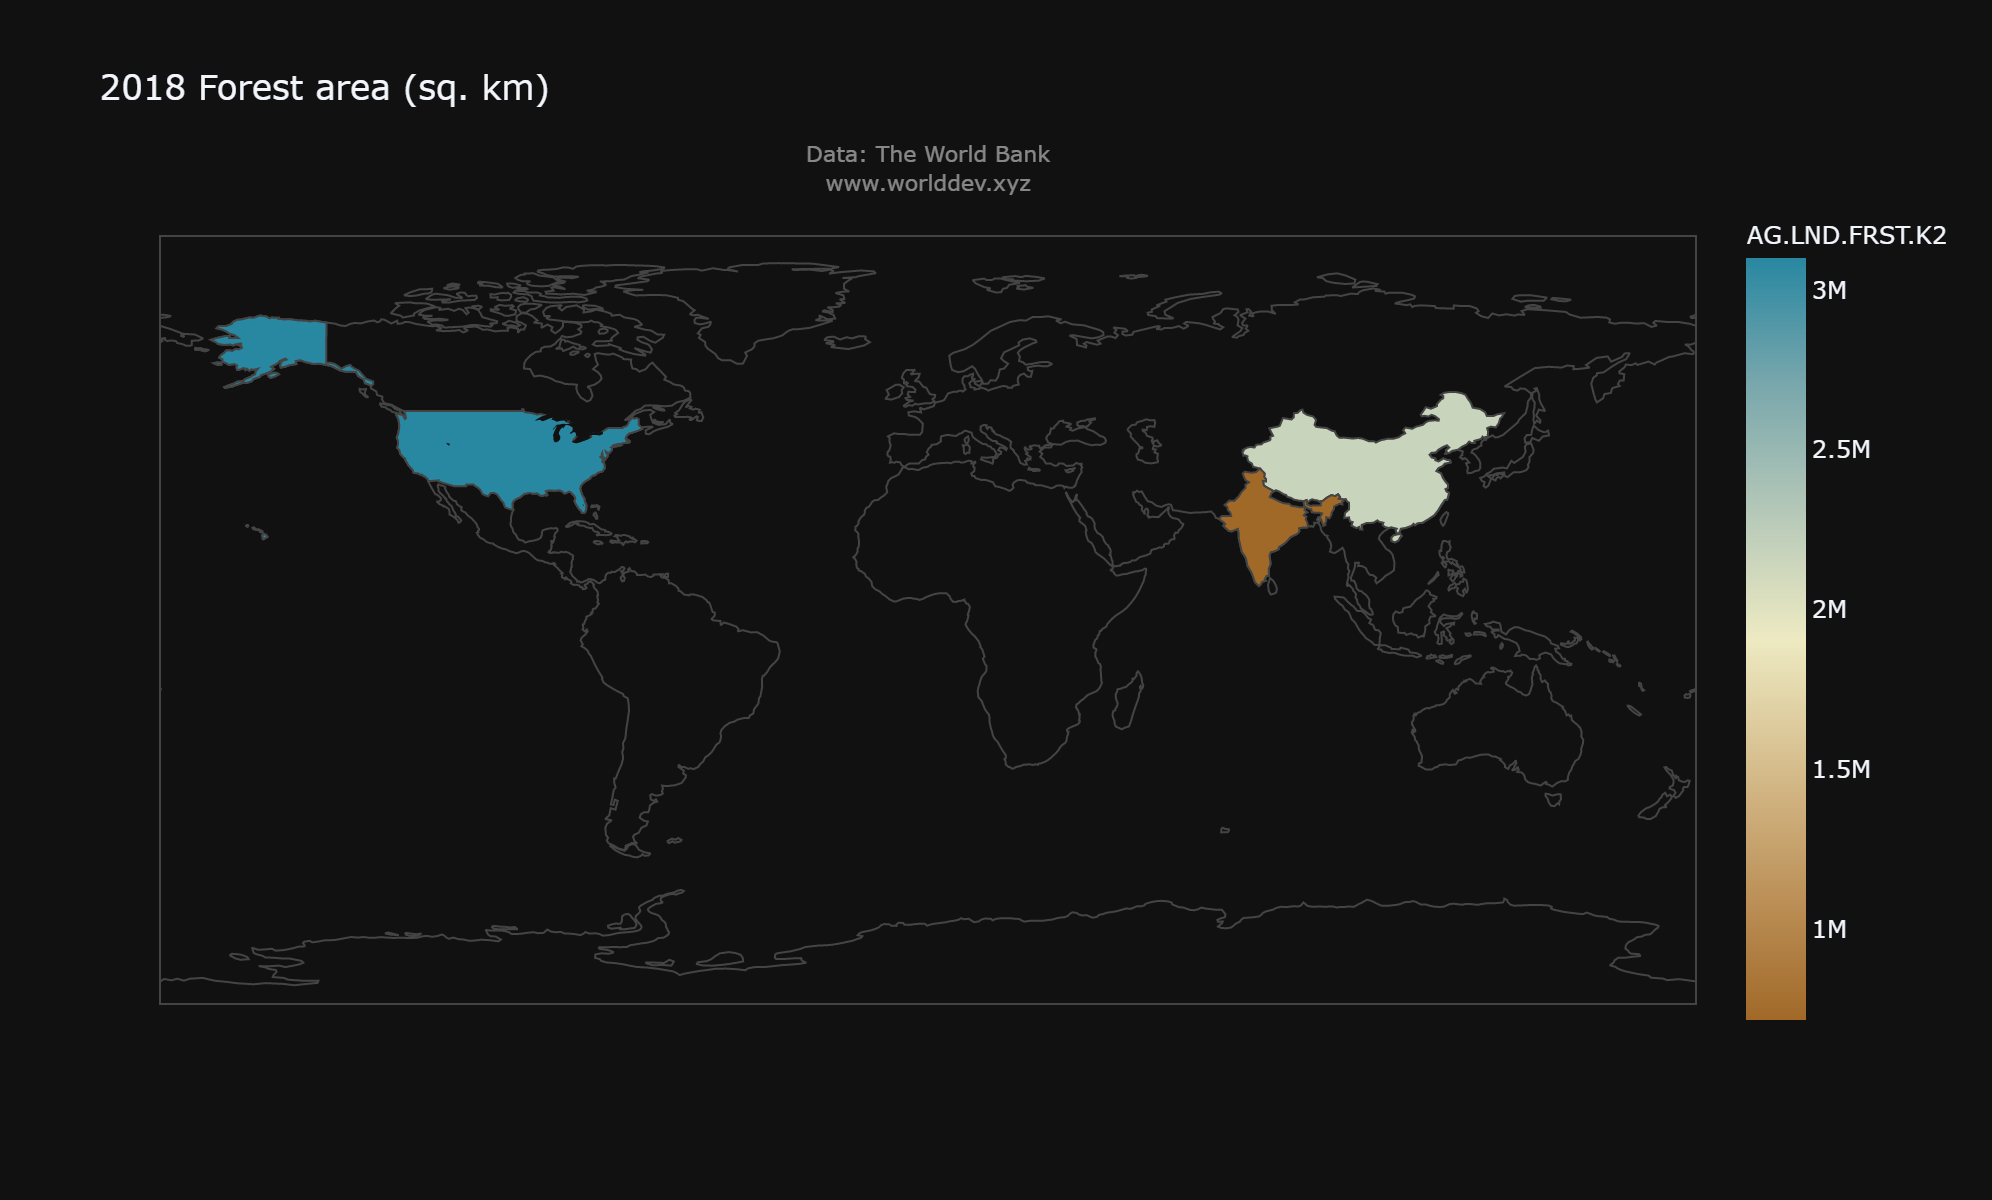 2018 Forest area (sq. km)
Data: The World Bank
www.worlddev.xyz
AG.LND.FRST.K2
3M
2.5M
2M
1.5M
1M